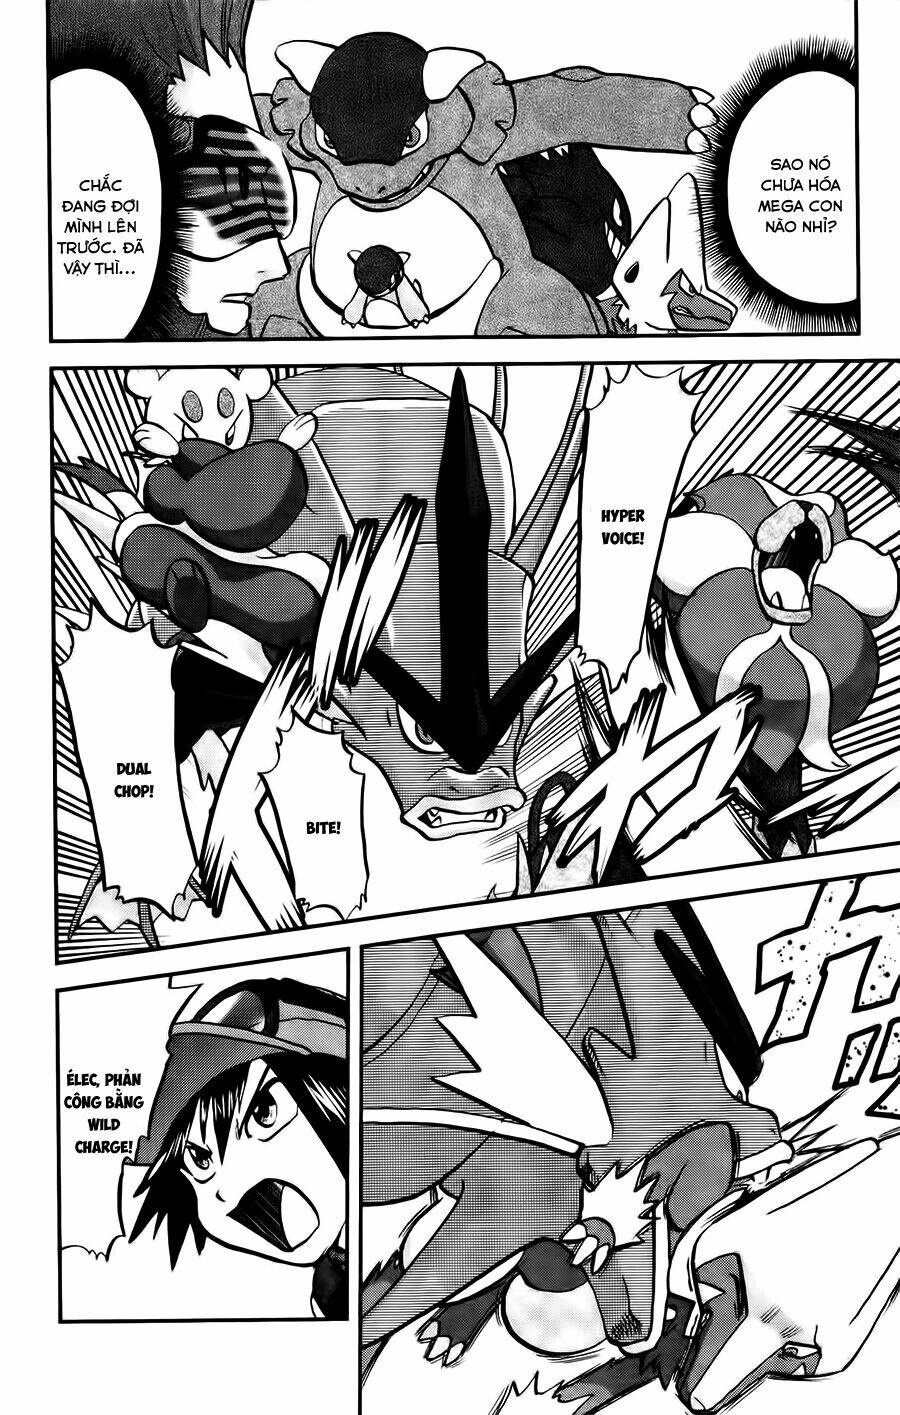 SAO NÓ
CHƯA HÓA
MEGA CON
NÀO NHỈ?
CHẮC
ĐANG ĐỢI
MÌNH LÊN
TRƯỚC. ĐÃ
VẬY THÌ...
HYPER
VOICE!
BITE!
DUAL
CHOP!
ÉLEC, PHẢN
CÔNG BẰNG
WILD
CHARGE!